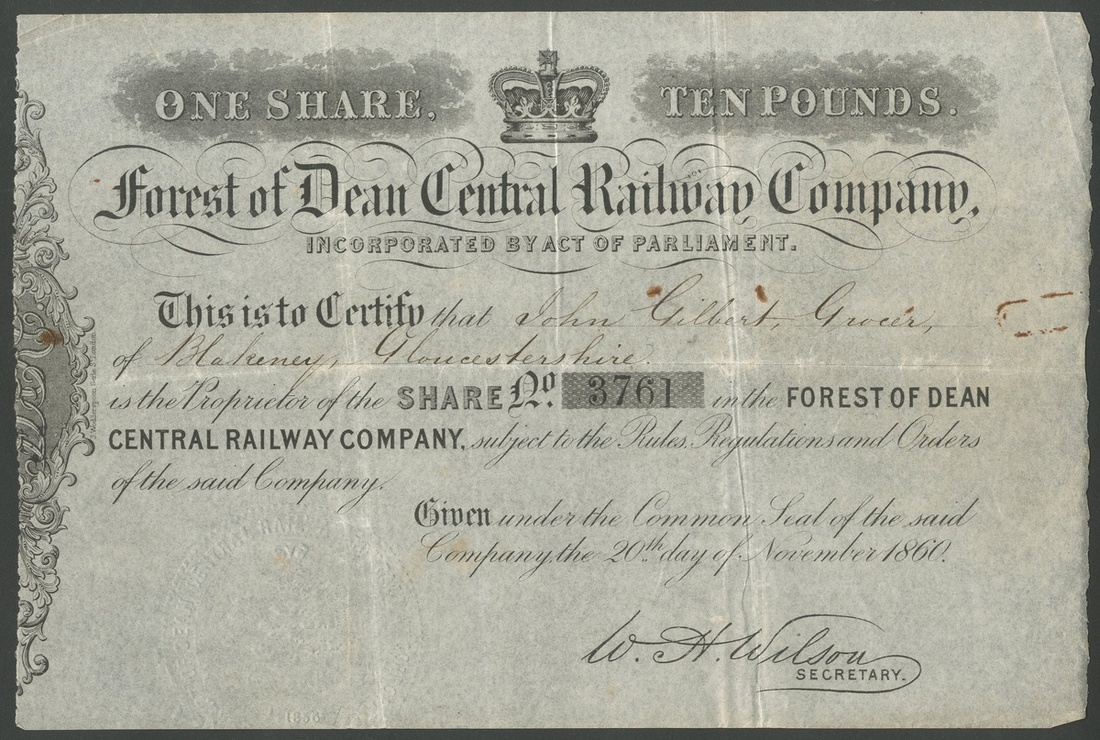 ONE SHARE, TEN POUNDS.
Forest of Dean Central Railway Company,
INCORPORATED BY ACT OF PARLIAMENT.
This is to Certify that John Gilbert, Grocer,
of Blakeney, Gloucestershire.
is the Proprietor of the SHARE No. 3761 in the FOREST OF DEAN
CENTRAL RAILWAY COMPANY, subject to the Rules, Regulations and Orders
of the said Company.
Given under the Common Seal of the said
Company, the 20th day of November 1860.
W. H. Wilson
SECRETARY.
1856